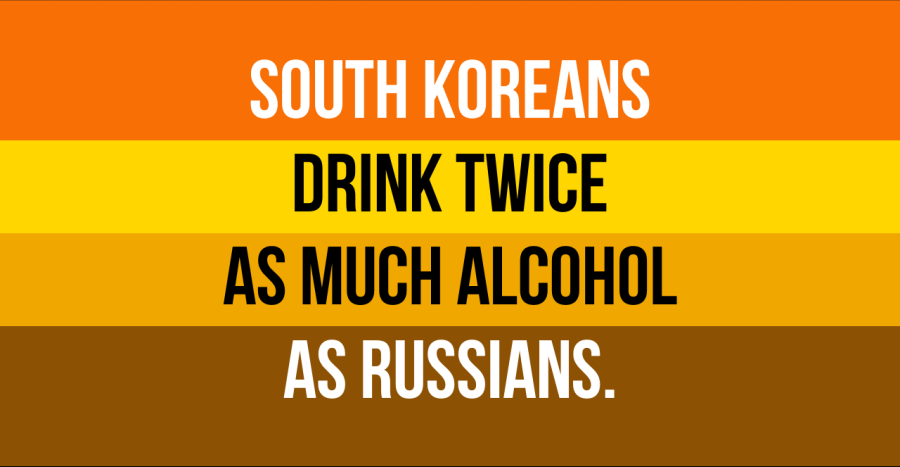 SOUTH KOREANS
DRINK TWICE
AS MUCH ALCOHOL
AS RUSSIANS.